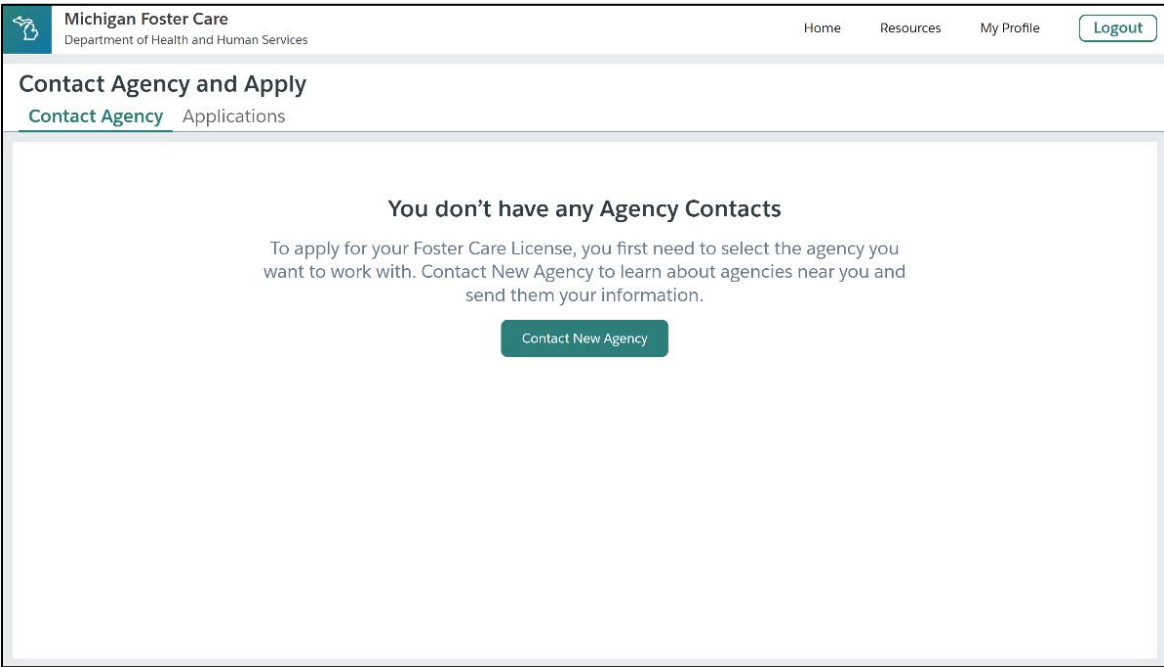 Michigan Foster Care
Department of Health and Human Services
Home Resources My Profile Logout
Contact Agency and Apply
Contact Agency Applications
You don’t have any Agency Contacts
To apply for your Foster Care License, you first need to select the agency you
want to work with. Contact New Agency to learn about agencies near you and
send them your information.
Contact New Agency